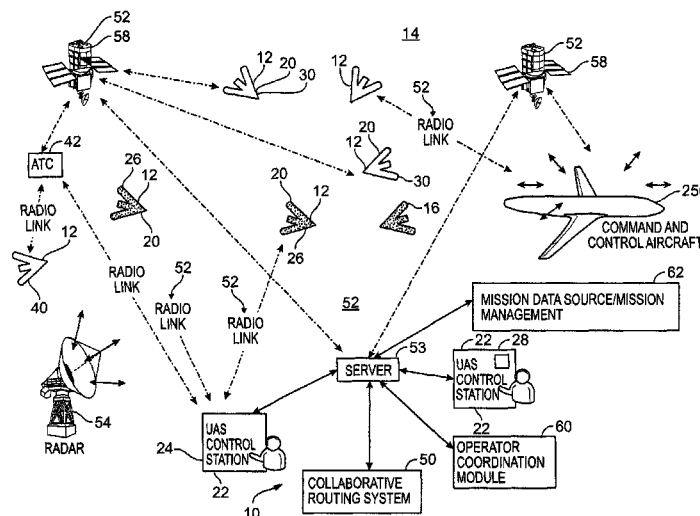 52
58
14
52
58
12
20
30
12
52
RADIO
LINK
42
ATC
20
12
30
RADIO
LINK
26
12
20
20
12
26
16
COMMAND AND
CONTROL AIRCRAFT
12
40
RADIO
LINK
52
RADIO
LINK
52
RADIO
LINK
52
62
MISSION DATA SOURCE/MISSION
MANAGEMENT
53
SERVER
22
28
UAS
CONTROL
STATION
22
54
RADAR
24
UAS
CONTROL
STATION
22
10
50
COLLABORATIVE
ROUTING SYSTEM
60
OPERATOR
COORDINATION
MODULE